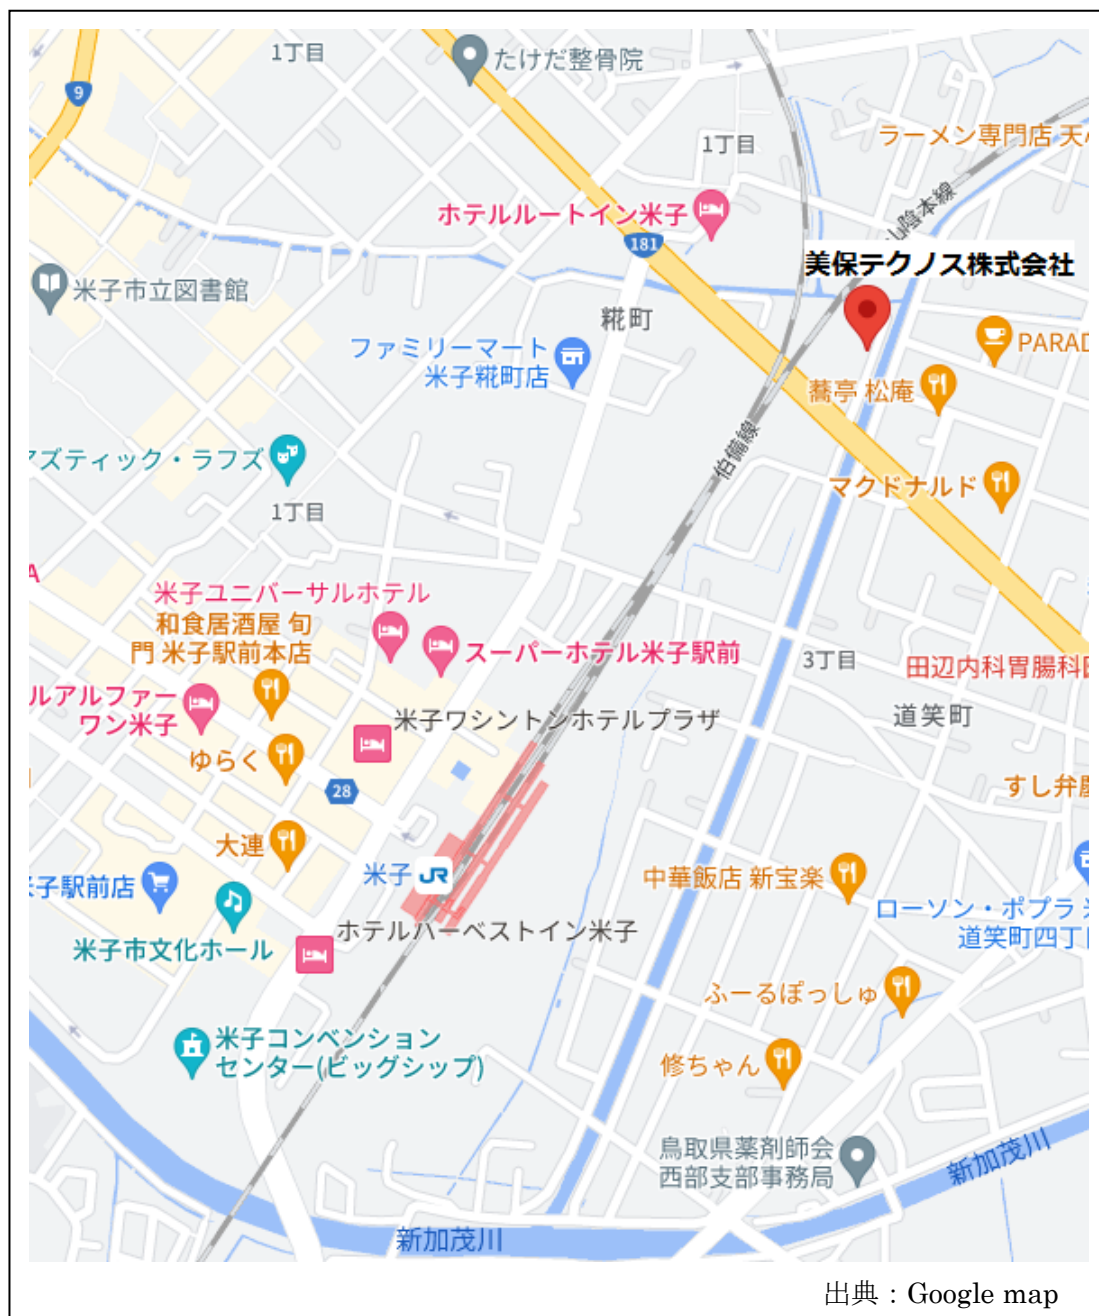 1丁目
たけだ整骨院
9
1丁目
ラーメン専門店 天心
山陰本線
ホテルルートイン米子
181
美保テクノス株式会社
米子市立図書館
糀町
ファミリーマート
米子糀町店
PARAD
蕎亭 松庵
伯備線
アズティック・ラフズ
マクドナルド
1丁目
A
米子ユニバーサルホテル
和食居酒屋 旬
門 米子駅前本店
スーパーホテル米子駅前
3丁目
田辺内科胃腸科医
ルアルファー
ワン米子
米子ワシントンホテルプラザ
道笑町
ゆらく
28
すし弁慶
大連
米子
JR
子駅前店
中華飯店 新宝楽
ローソン・ポプラ 米
道笑町四丁目
米子市文化ホール
ホテルハーベストイン米子
ふーるぽっしゅ
米子コンベンション
センター(ビッグシップ)
修ちゃん
鳥取県薬剤師会
西部支部事務局
新加茂川
新加茂川
出典：Google map